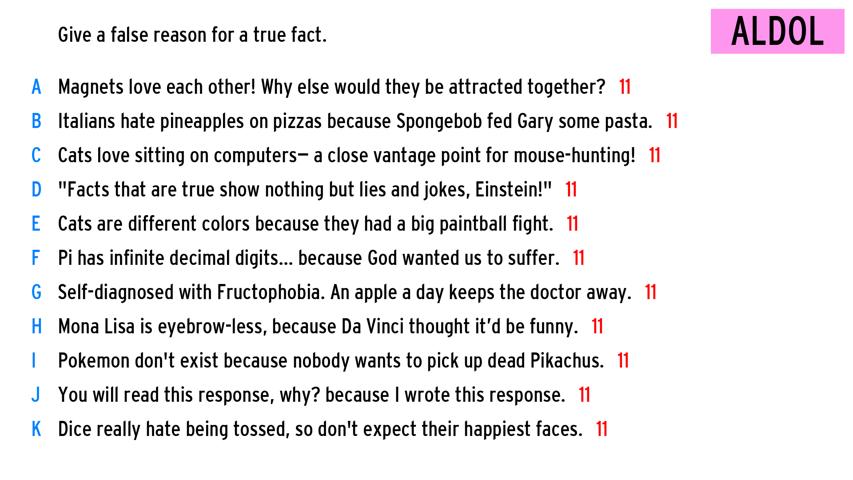 Give a false reason for a true fact.
ALDOL
A Magnets love each other! Why else would they be attracted together? 11
B Italians hate pineapples on pizzas because Spongebob fed Gary some pasta. 11
C Cats love sitting on computers— a close vantage point for mouse-hunting! 11
D "Facts that are true show nothing but lies and jokes, Einstein!" 11
E Cats are different colors because they had a big paintball fight. 11
F Pi has infinite decimal digits... because God wanted us to suffer. 11
G Self-diagnosed with Fructophobia. An apple a day keeps the doctor away. 11
H Mona Lisa is eyebrow-less, because Da Vinci thought it’d be funny. 11
I Pokemon don't exist because nobody wants to pick up dead Pikachus. 11
J You will read this response, why? because I wrote this response. 11
K Dice really hate being tossed, so don't expect their happiest faces. 11